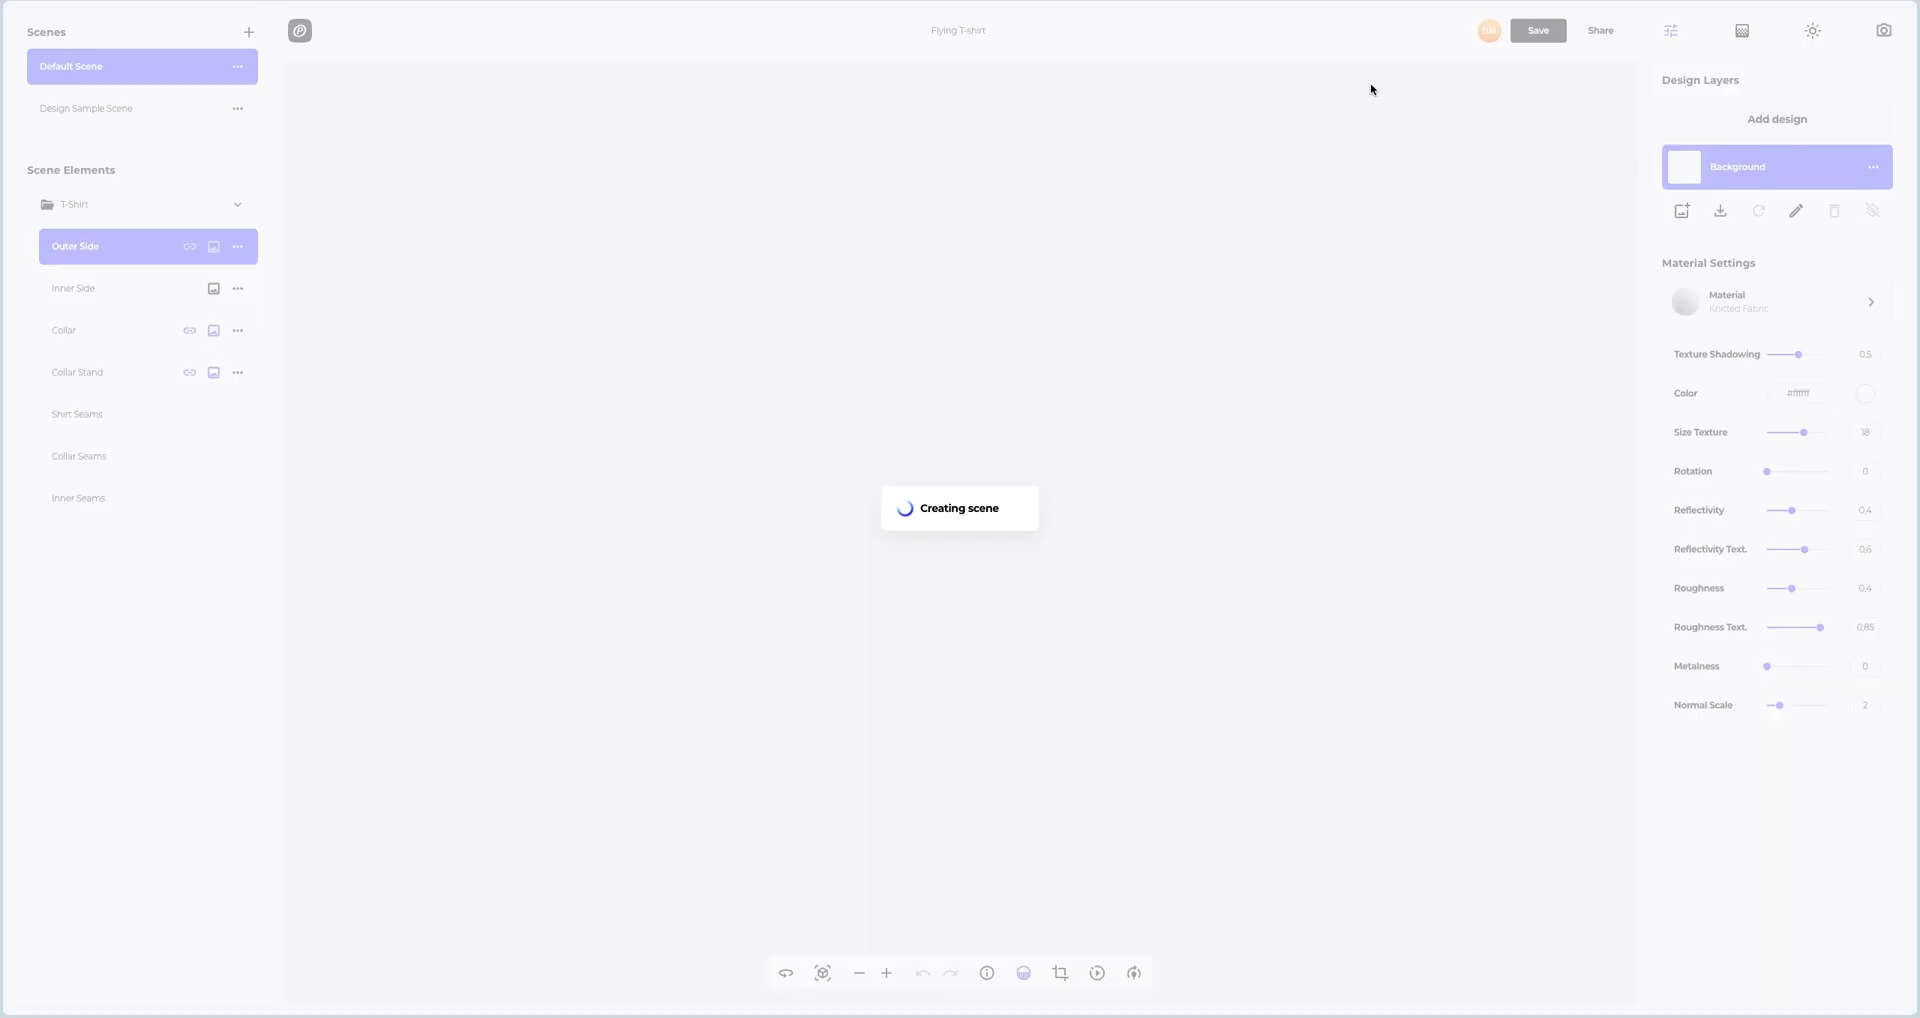 Scenes
Flying T-shirt
DM
Save
Share
Default Scene
Design Sample Scene
Scene Elements
T-Shirt
Outer Side
Inner Side
Collar
Collar Stand
Shirt Seams
Collar Seams
Inner Seams
Creating scene
Design Layers
Add design
Background
Material Settings
Material
Knitted Fabric
Texture Shadowing 0,5
Color #ffffff
Size Texture 18
Rotation 0
Reflectivity 0,4
Reflectivity Text. 0,6
Roughness 0,4
Roughness Text. 0,85
Metalness 0
Normal Scale 2